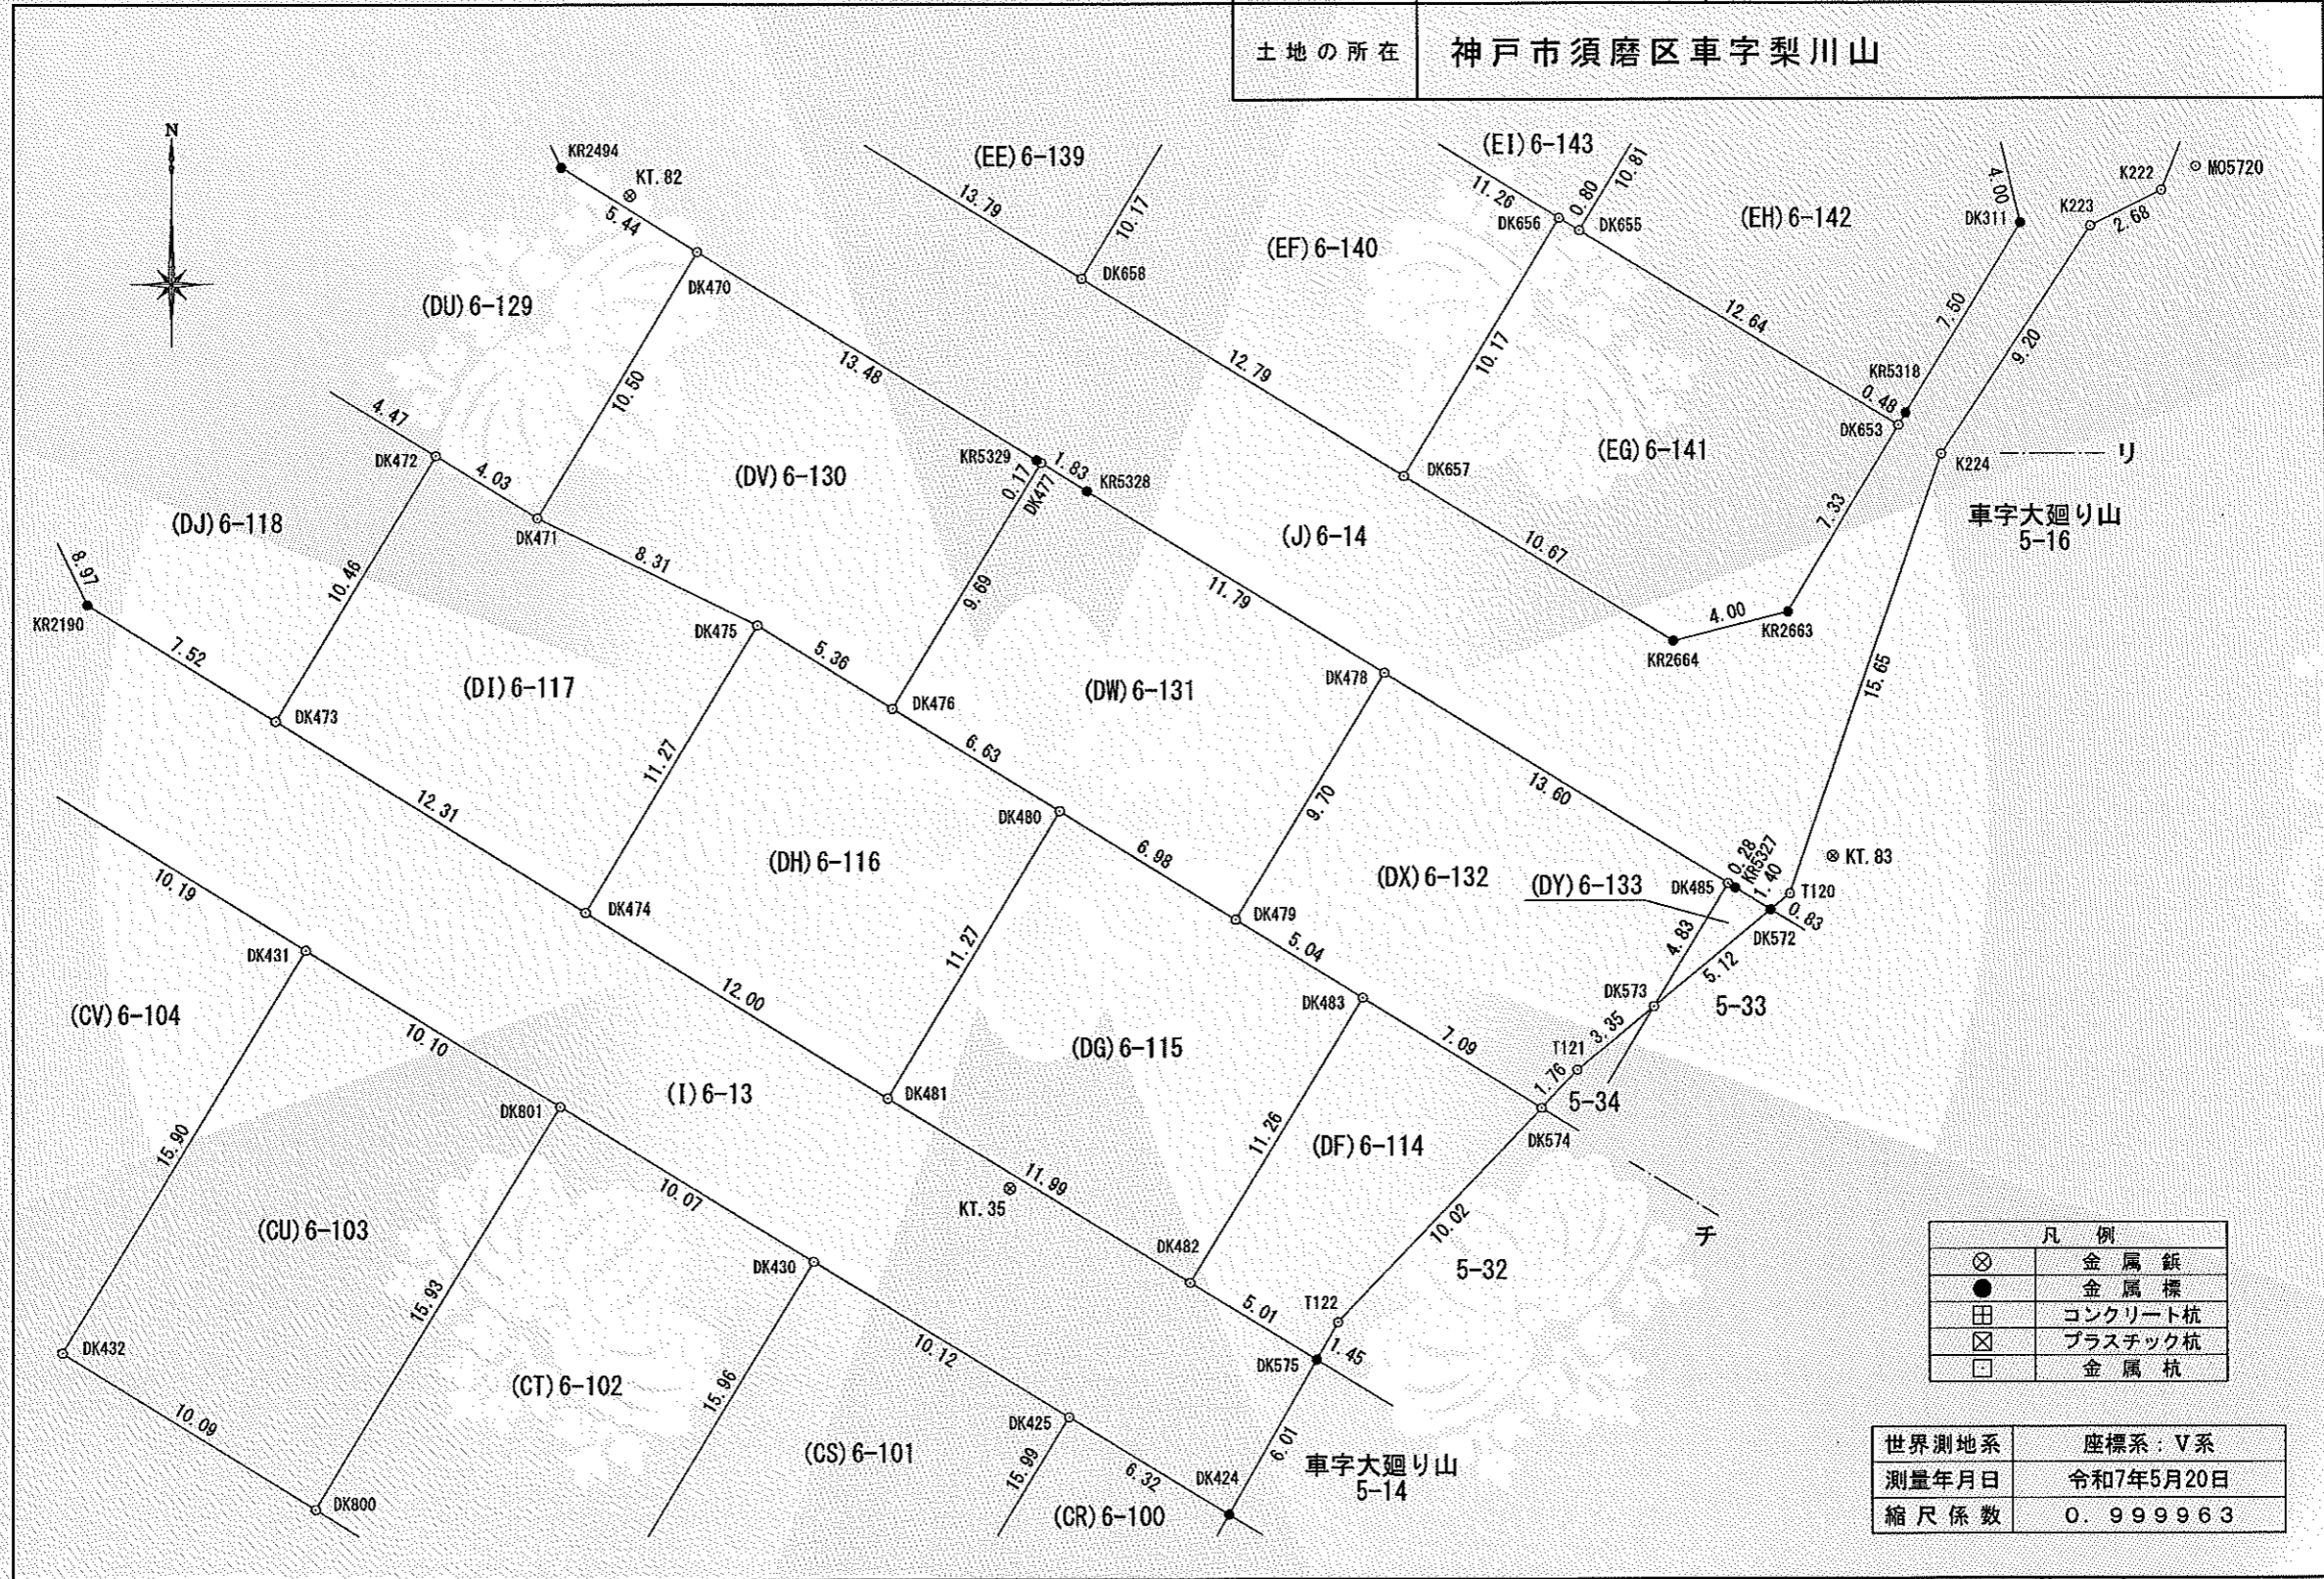 土地の所在 神戸市須磨区車字梨川山
N
KR2494
KT. 82
5.44
(DU) 6-129
DK470
(EE) 6-139
13.79
10.17
DK658
(EI) 6-143
11.26
0.80
10.81
DK656
DK655
(EF) 6-140
(EH) 6-142
4.00
DK311
K222
M05720
K223
2.68
10.50
13.48
12.79
10.17
12.64
7.50
9.20
4.47
DK472
4.03
DK471
(DV) 6-130
KR5329
0.17
DK477
1.83
KR5328
DK657
(EG) 6-141
KR5318
0.48
DK653
K224
リ
車字大廻り山
5-16
(DJ) 6-118
8.97
KR2190
7.52
10.46
8.31
9.69
(J) 6-14
11.79
10.67
7.33
4.00
KR2663
KR2664
DK473
(DI) 6-117
DK475
5.36
DK476
(DW) 6-131
DK478
15.65
12.31
11.27
6.63
9.70
13.60
DK480
(DH) 6-116
6.98
(DX) 6-132
(DY) 6-133
DK485
0.28
KR5327
1.40
KT. 83
T120
0.83
DK572
10.19
DK474
DK479
DK431
11.27
5.04
4.83
5.12
(CV) 6-104
12.00
DK483
DK573
5-33
10.10
(I) 6-13
DK481
(DG) 6-115
7.09
T121
3.35
1.76
5-34
DK801
DK574
15.90
11.26
(DF) 6-114
11.99
KT. 35
10.07
(CU) 6-103
10.02
チ
DK482
DK430
5-32
15.93
T122
5.01
DK432
10.12
DK575
1.45
10.09
(CT) 6-102
15.96
DK425
(CS) 6-101
15.99
6.32
DK424
6.01
車字大廻り山
5-14
DK800
(CR) 6-100
凡 例
金 属 鋲
金 属 標
コンクリート杭
プラスチック杭
金 属 杭
世界測地系 座標系：Ⅴ系
測量年月日 令和7年5月20日
縮尺係数 0. 999963